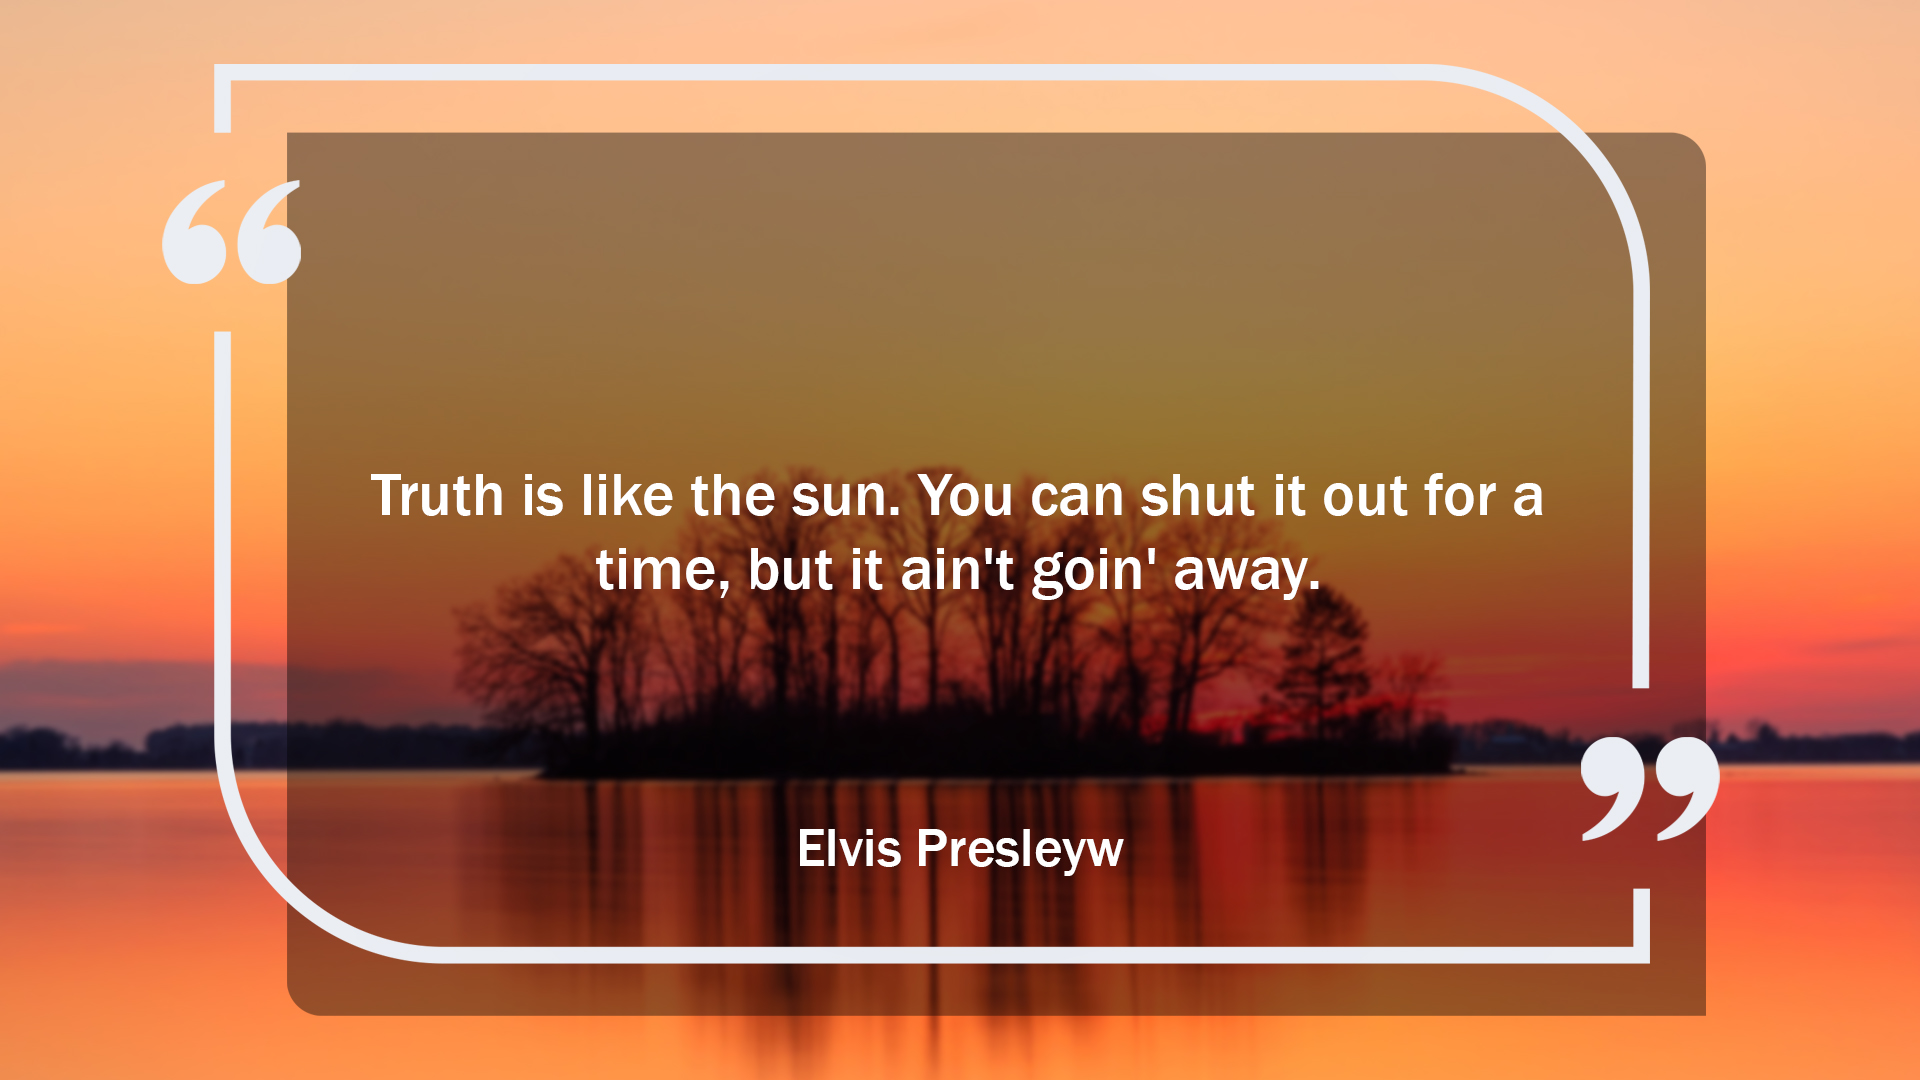 Truth is like the sun. You can shut it out for a
time, but it ain't goin' away.
Elvis Presleyw